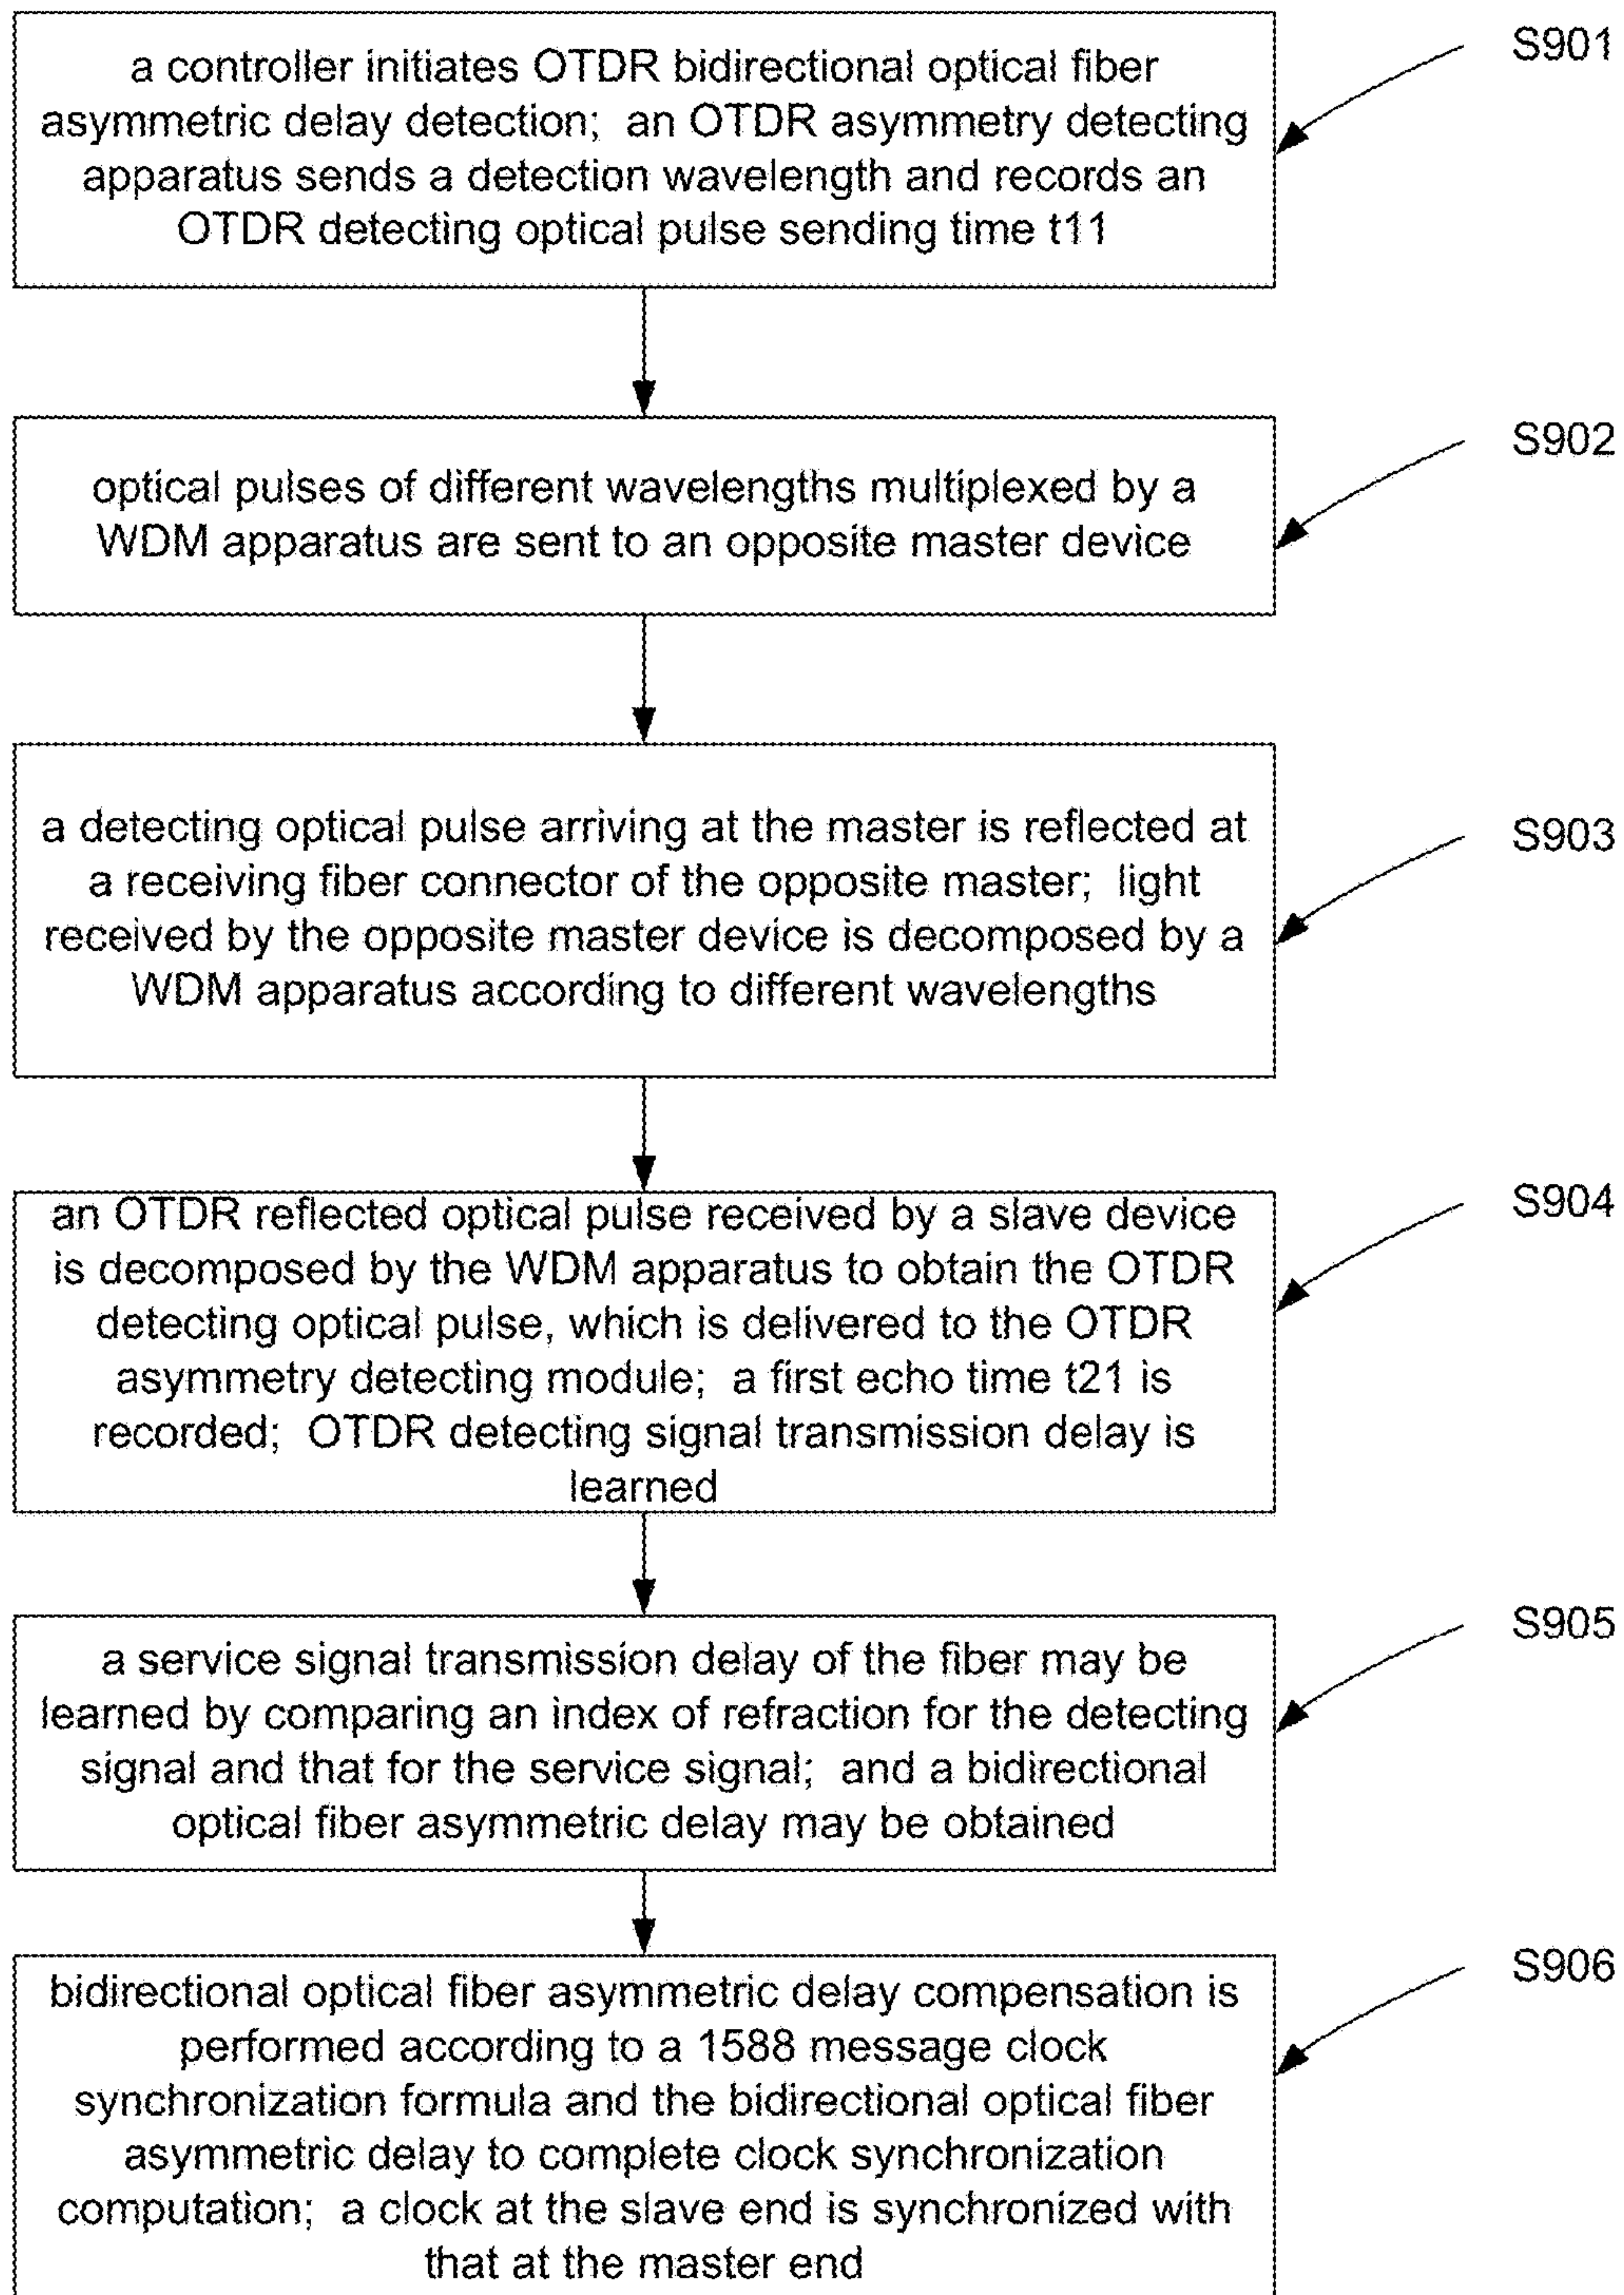 a controller initiates OTDR bidirectional optical fiber
asymmetric delay detection; an OTDR asymmetry detecting
apparatus sends a detection wavelength and records an
OTDR detecting optical pulse sending time t11
S901
optical pulses of different wavelengths multiplexed by a
WDM apparatus are sent to an opposite master device
S902
a detecting optical pulse arriving at the master is reflected at
a receiving fiber connector of the opposite master; light
received by the opposite master device is decomposed by a
WDM apparatus according to different wavelengths
S903
an OTDR reflected optical pulse received by a slave device
is decomposed by the WDM apparatus to obtain the OTDR
detecting optical pulse, which is delivered to the OTDR
asymmetry detecting module; a first echo time t21 is
recorded; OTDR detecting signal transmission delay is
learned
S904
a service signal transmission delay of the fiber may be
learned by comparing an index of refraction for the detecting
signal and that for the service signal; and a bidirectional
optical fiber asymmetric delay may be obtained
S905
bidirectional optical fiber asymmetric delay compensation is
performed according to a 1588 message clock
synchronization formula and the bidirectional optical fiber
asymmetric delay to complete clock synchronization
computation; a clock at the slave end is synchronized with
that at the master end
S906